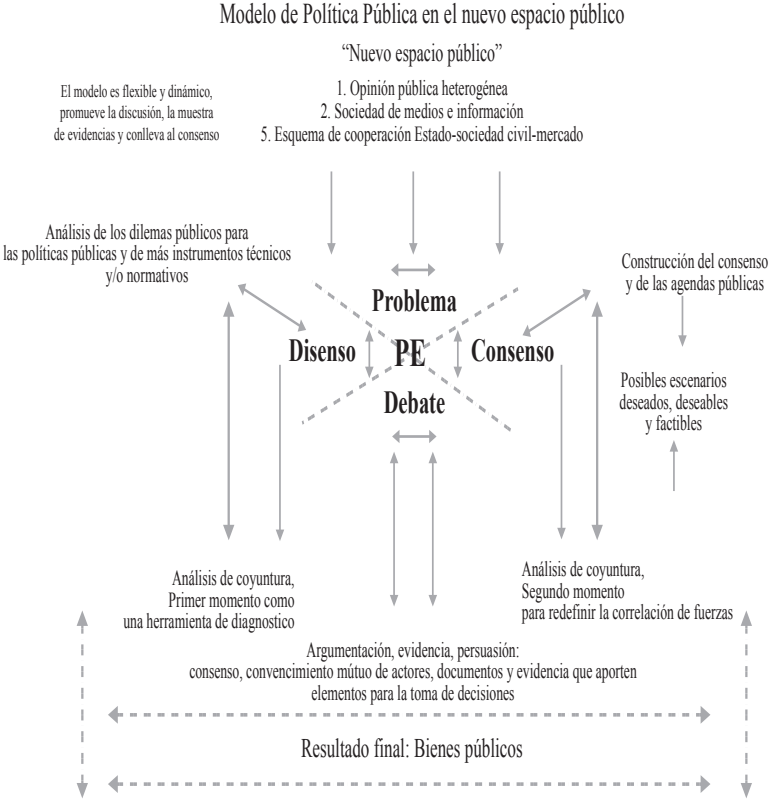 Modelo de Política Pública en el nuevo espacio público
“Nuevo espacio público”
El modelo es flexible y dinámico,
promueve la discusión, la muestra
de evidencias y conlleva al consenso
1. Opinión pública heterogénea
2. Sociedad de medios e información
5. Esquema de cooperación Estado-sociedad civil-mercado
Análisis de los dilemas públicos para
las políticas públicas y de más instrumentos técnicos
y/o normativos
Construcción del consenso
y de las agendas públicas
Problema
Disenso
PE
Consenso
Debate
Posibles escenarios
deseados, deseables
y factibles
Análisis de coyuntura,
Primer momento como
una herramienta de diagnostico
Análisis de coyuntura,
Segundo momento
para redefinir la correlación de fuerzas
Argumentación, evidencia, persuasión:
consenso, convencimiento mútuo de actores, documentos y evidencia que aporten
elementos para la toma de decisiones
Resultado final: Bienes públicos